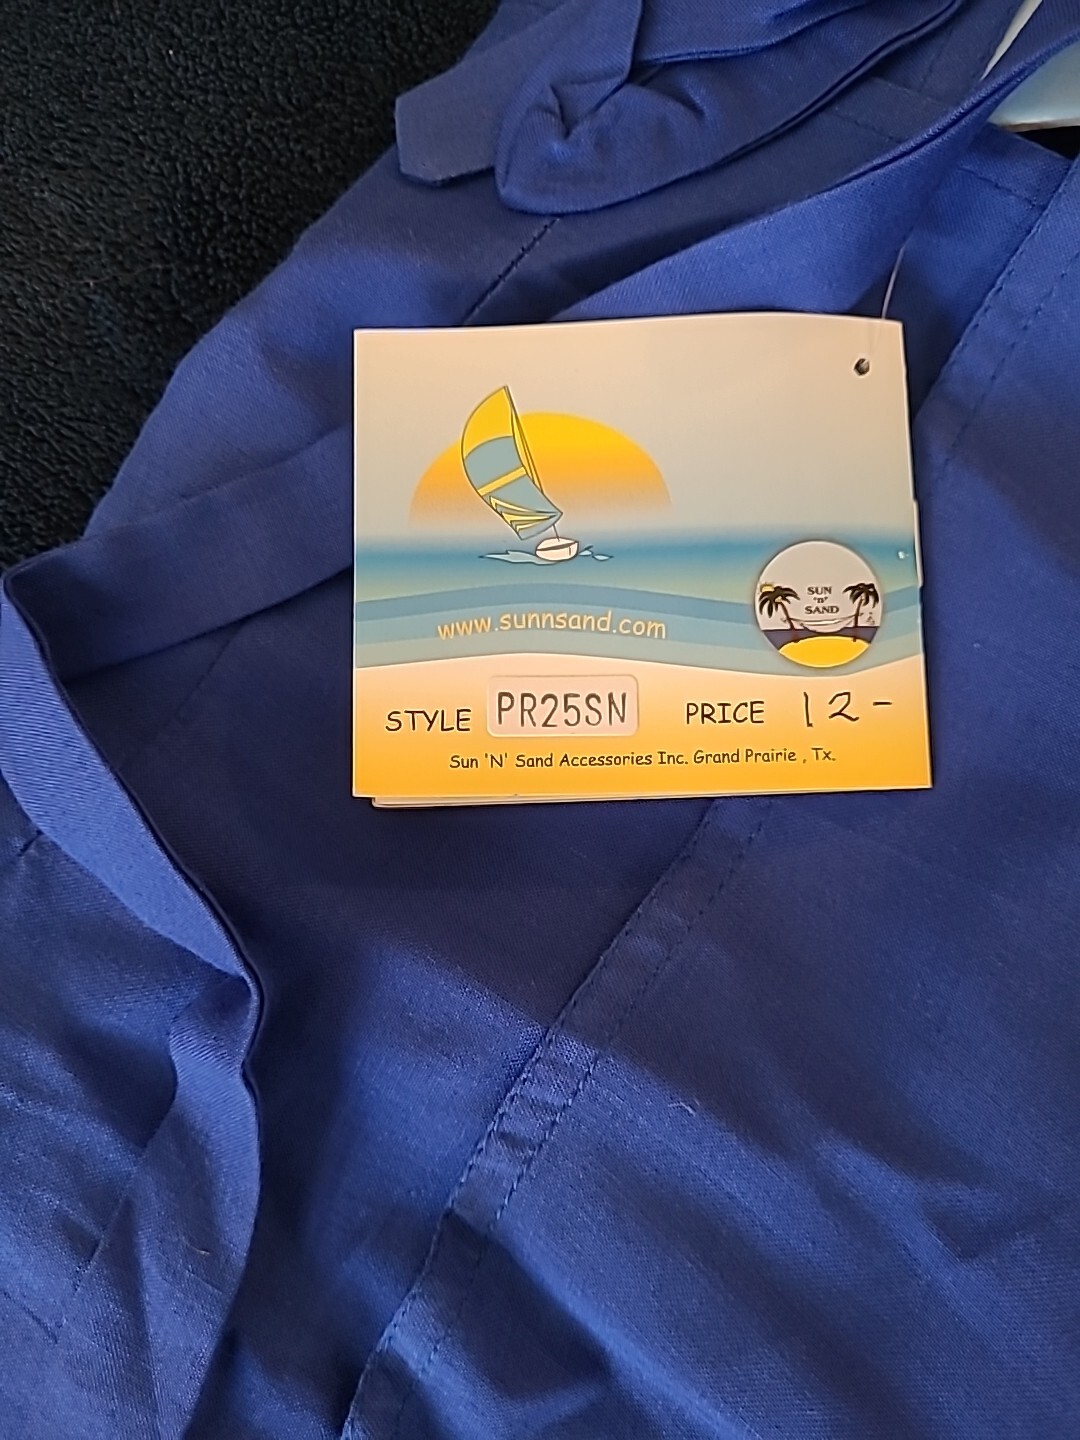 SUN
"n"
SAND
www.sunnsand.com
STYLE PR25SN PRICE 12-
Sun 'N' Sand Accessories Inc. Grand Prairie , Tx.